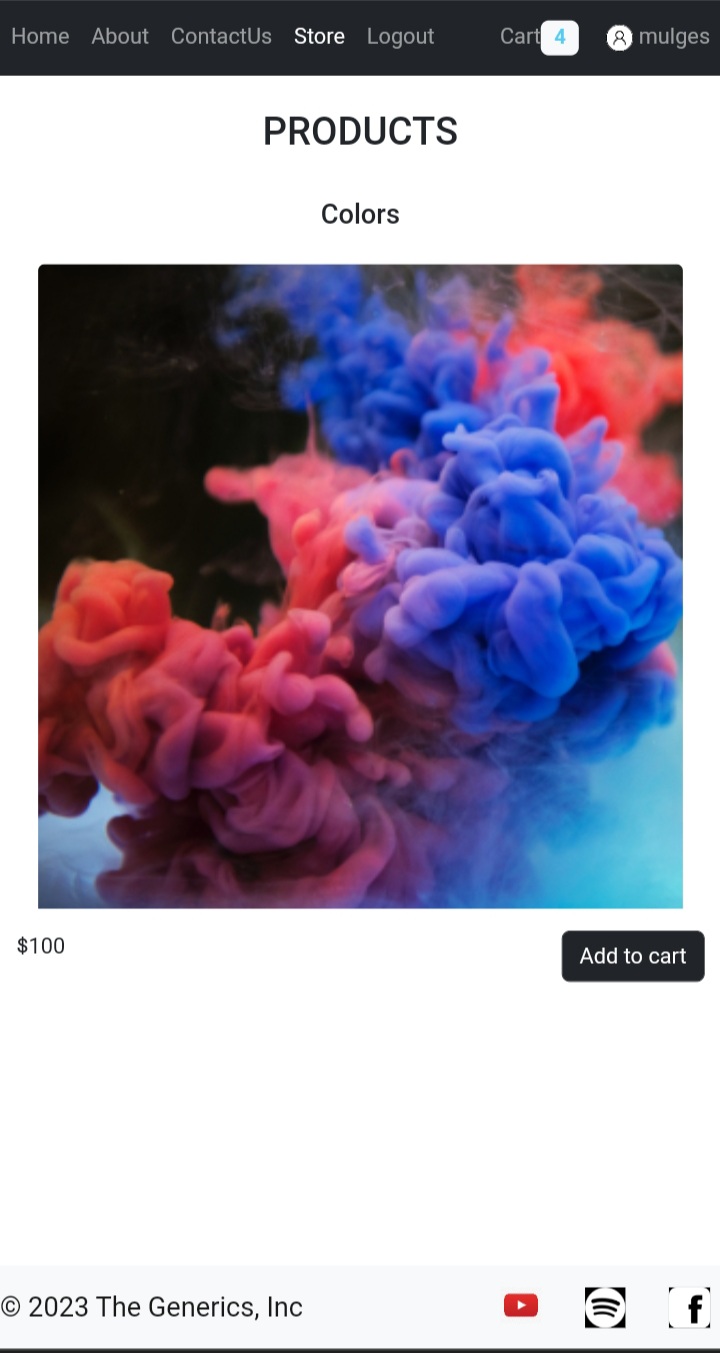 Home About ContactUs Store Logout Cart 4 mulges
PRODUCTS
Colors
$100 Add to cart
© 2023 The Generics, Inc